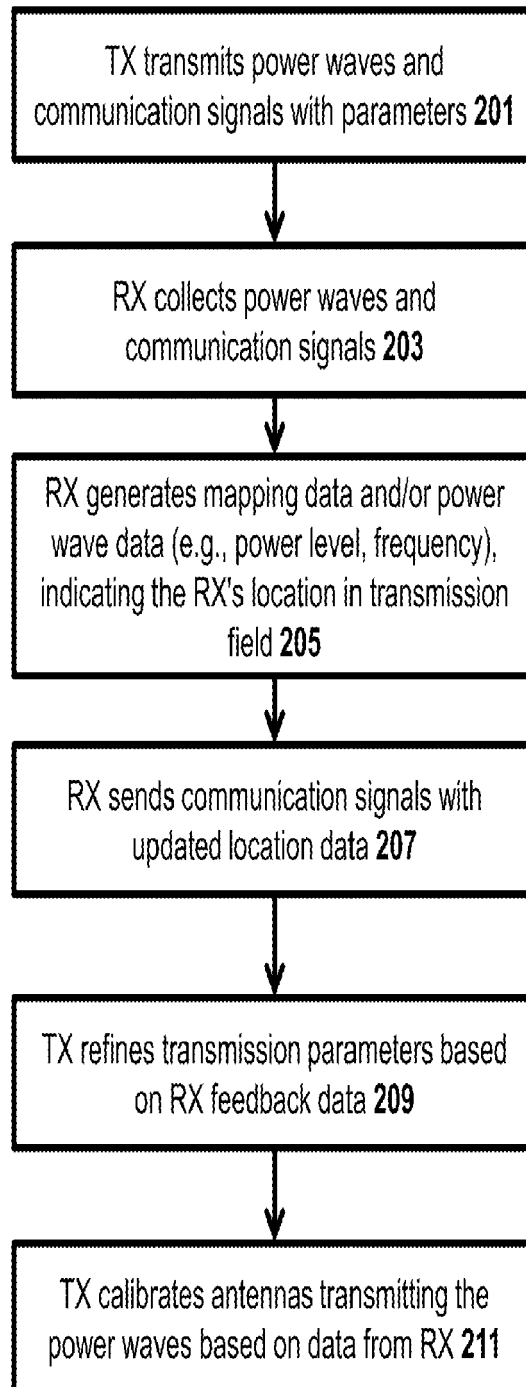 TX transmits power waves and
communication signals with parameters 201
RX collects power waves and
communication signals 203
RX generates mapping data and/or power
wave data (e.g., power level, frequency),
indicating the RX's location in transmission
field 205
RX sends communication signals with
updated location data 207
TX refines transmission parameters based
on RX feedback data 209
TX calibrates antennas transmitting the
power waves based on data from RX 211